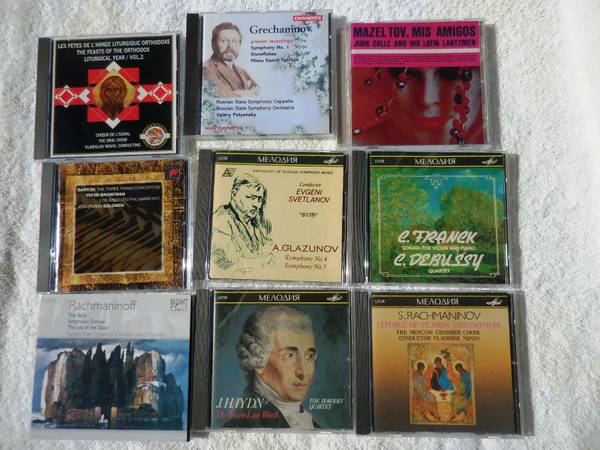 LES FETES DE L'ANNEE LITURGIQUE ORTHODOXE
THE FEASTS OF THE ORTHODOX
LITURGICAL YEAR / VOL.2
CHŒUR DE L'OURAL
THE URAL CHOIR
VLADISLAV NOVIK, CONDUCTING
CHANDOS
Grechaninov
premier recordings
Symphony No. 1
Snowflakes
Missa Sancti Spiritus
Russian State Symphonic Cappella
Russian State Symphony Orchestra
Valéry Polyansky
MAZEL TOV, MIS AMIGOS
JUAN CALLE AND HIS LATIN LANTZMEN
BARTÓK: THE THREE PIANO CONCERTOS
YEFIM BRONFMAN
LOS ANGELES PHILHARMONIC
ESA-PEKKA SALONEN
МЕЛОДИЯ
ANTHOLOGY OF RUSSIAN SYMPHONY MUSIC
Conductor
EVGENI
SVETLANOV
A.GLAZUNOV
Symphony No.4
Symphony No.5
МЕЛОДИЯ
C. FRANCK
SONATA FOR VIOLIN AND PIANO
C. DEBUSSY
QUARTET
Rachmaninoff
The Bells
Symphonic Dances
The Isle of the Dead
МЕЛОДИЯ
J. HAYDN
The Seven Last Words
THE BORODIN
QUARTET
МЕЛОДИЯ
S. RACHMANINOV
LITURGY OF ST. JOHN CHRYSOSTOM
THE MOSCOW CHAMBER CHOIR
CONDUCTOR VLADIMIR MININ